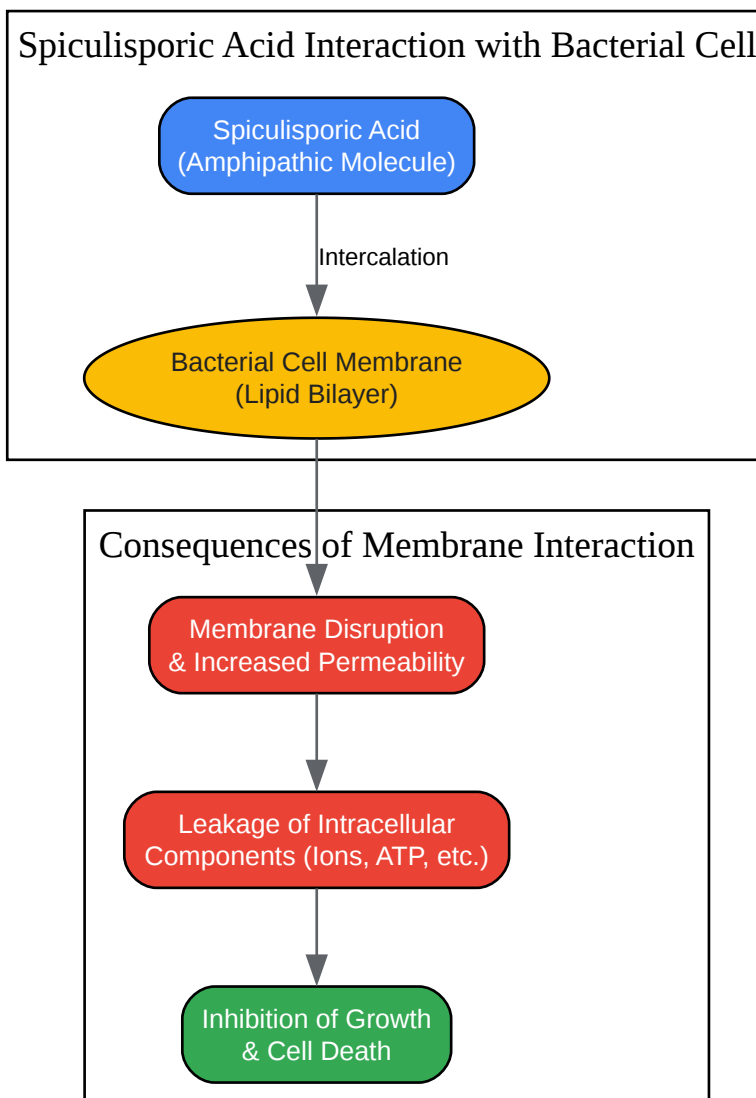 Spiculisporic Acid Interaction with Bacterial Cell
Spiculisporic Acid
(Amphipathic Molecule)
Intercalation
Bacterial Cell Membrane
(Lipid Bilayer)
Consequences of Membrane Interaction
Membrane Disruption
& Increased Permeability
Leakage of Intracellular
Components (Ions, ATP, etc.)
Inhibition of Growth
& Cell Death